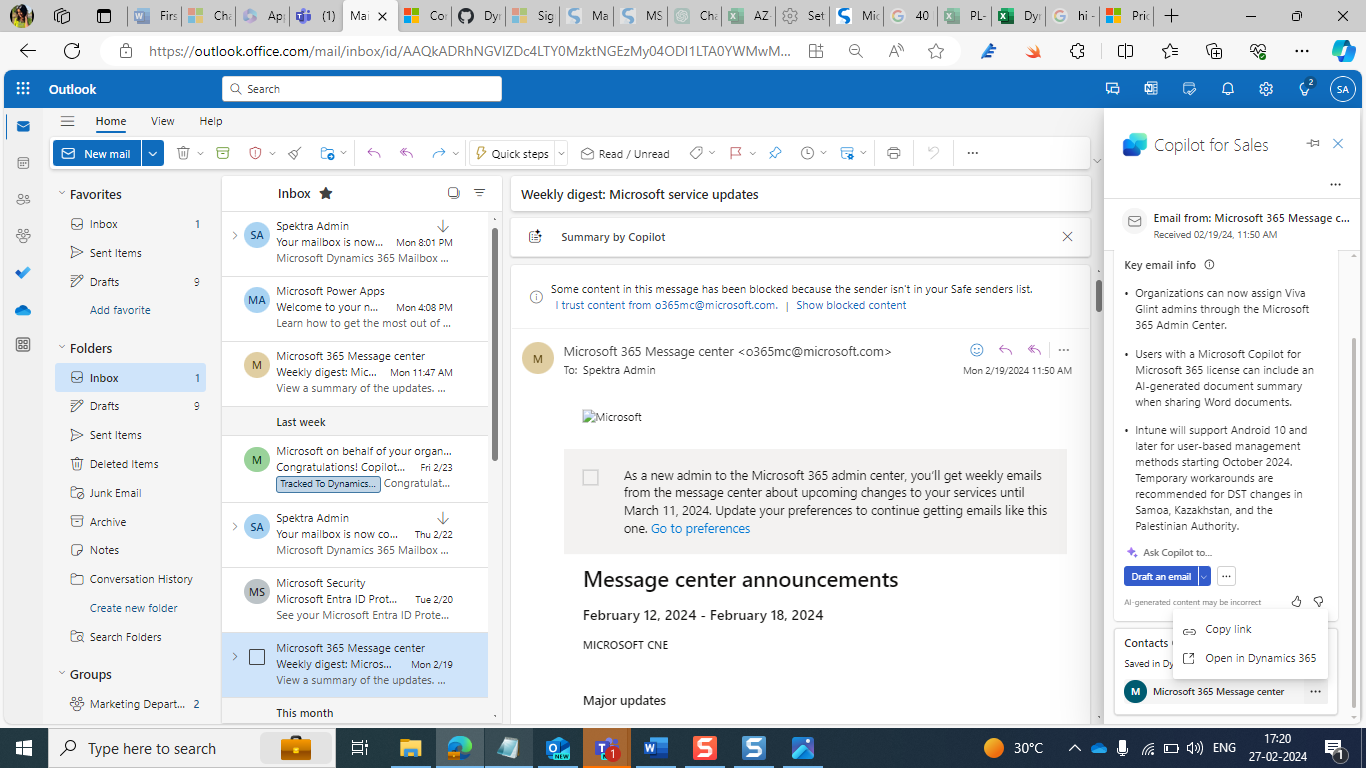 Firs
Cha
App
(1)
Mai
Cor
Dyr
Sig
Ma
MS
Cha
AZ-
Set
Mic
40
PL-
Dyr
hi -
Pric
https://outlook.office.com/mail/inbox/id/AAQkADRhNGVlZDc4LTY0MzktNGEzMy04ODI1LTA0YWMwM...
Outlook
Search
2
SA
Home
View
Help
New mail
Quick steps
Read / Unread
Favorites
Inbox 1
Sent Items
Drafts 9
Add favorite
Folders
Inbox 1
Drafts 9
Sent Items
Deleted Items
Junk Email
Archive
Notes
Conversation History
Create new folder
Search Folders
Groups
Marketing Depart... 2
Inbox
SA
Spektra Admin
Your mailbox is now... Mon 8:01 PM
Microsoft Dynamics 365 Mailbox ...
MA
Microsoft Power Apps
Welcome to your n... Mon 4:08 PM
Learn how to get the most out of ...
M
Microsoft 365 Message center
Weekly digest: Mic... Mon 11:47 AM
View a summary of the updates. ...
Last week
M
Microsoft on behalf of your organ...
Congratulations! Copilot... Fri 2/23
Tracked To Dynamics... Congratulat...
SA
Spektra Admin
Your mailbox is now co... Thu 2/22
Microsoft Dynamics 365 Mailbox ...
MS
Microsoft Security
Microsoft Entra ID Prot... Tue 2/20
See your Microsoft Entra ID Prote...
Microsoft 365 Message center
Weekly digest: Micros... Mon 2/19
View a summary of the updates. ...
This month
Weekly digest: Microsoft service updates
Summary by Copilot
Some content in this message has been blocked because the sender isn't in your Safe senders list.
I trust content from o365mc@microsoft.com. | Show blocked content
M
Microsoft 365 Message center <o365mc@microsoft.com>
To: Spektra Admin
Mon 2/19/2024 11:50 AM
Microsoft
As a new admin to the Microsoft 365 admin center, you'll get weekly emails
from the message center about upcoming changes to your services until
March 11, 2024. Update your preferences to continue getting emails like this
one. Go to preferences
Message center announcements
February 12, 2024 - February 18, 2024
MICROSOFT CNE
Major updates
Copilot for Sales
Email from: Microsoft 365 Message c...
Received 02/19/24, 11:50 AM
Key email info
• Organizations can now assign Viva
Glint admins through the Microsoft
365 Admin Center.
• Users with a Microsoft Copilot for
Microsoft 365 license can include an
AI-generated document summary
when sharing Word documents.
• Intune will support Android 10 and
later for user-based management
methods starting October 2024.
Temporary workarounds are
recommended for DST changes in
Samoa, Kazakhstan, and the
Palestinian Authority.
Ask Copilot to...
Draft an email
AI-generated content may be incorrect
Copy link
Open in Dynamics 365
Contacts
Saved in Dy
M
Microsoft 365 Message center
Type here to search
NEW
1
30°C
ENG
17:20
27-02-2024
1